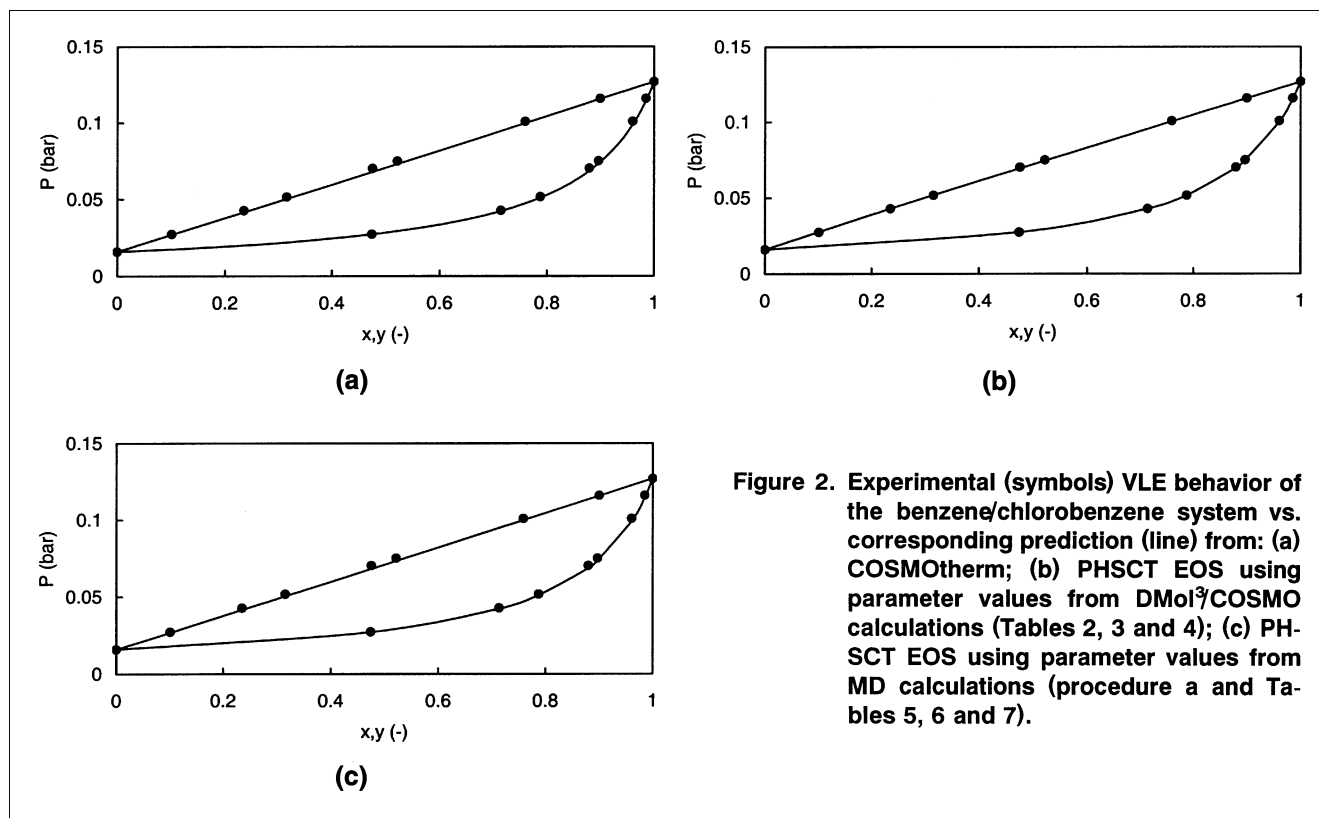 0.15
0.1
0.05
0
P (bar)
0
0.2
0.4
0.6
0.8
1
x,y (-)
(a)
0.15
0.1
0.05
0
P (bar)
0
0.2
0.4
0.6
0.8
1
x,y (-)
(b)
0.15
0.1
0.05
0
P (bar)
0
0.2
0.4
0.6
0.8
1
x,y (-)
(c)
Figure 2. Experimental (symbols) VLE behavior of
the benzene/chlorobenzene system vs.
corresponding prediction (line) from: (a)
COSMOtherm; (b) PHSCT EOS using
parameter values from DMol³/COSMO
calculations (Tables 2, 3 and 4); (c) PH-
SCT EOS using parameter values from
MD calculations (procedure a and Ta-
bles 5, 6 and 7).